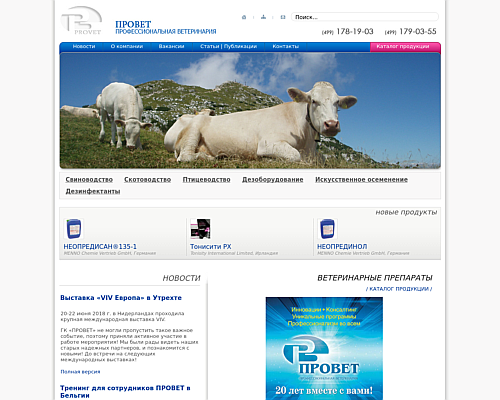 PROVET
ПРОВЕТ
ПРОФЕССИОНАЛЬНАЯ ВЕТЕРИНАРИЯ
Поиск...
(499) 178-19-03 (499) 179-03-55
Новости О компании Вакансии Статьи | Публикации Контакты Каталог продукции
Свиноводство Скотоводство Птицеводство Дезоборудование Искусственное осеменение
Дезинфектанты
новые продукты
НЕОПРЕДИСАН®135-1 Тонисити РХ НЕОПРЕДИНОЛ
MENNO Chemie Vertrieb GmbH, Германия Tonisity International Limited, Ирландия MENNO Chemie Vertrieb GmbH, Германия
НОВОСТИ
Выставка «VIV Европа» в Утрехте
20-22 июня 2018 г. в Нидерландах проходила
крупная международная выставка VIV.
ГК «ПРОВЕТ» не могли пропустить такое важное
событие, поэтому приняли активное участие в
работе мероприятия! Мы были рады видеть наших
старых надежных партнеров, и познакомится с
новыми! До встречи на следующих
международных выставках!
Полная версия
Тренинг для сотрудников ПРОВЕТ в
Бельгии
ВЕТЕРИНАРНЫЕ ПРЕПАРАТЫ
/ КАТАЛОГ ПРОДУКЦИИ /
Инновации • Консалтинг
Уникальные программы
Профессионализм во всем
ПРОВЕТ
20 лет вместе с вами!